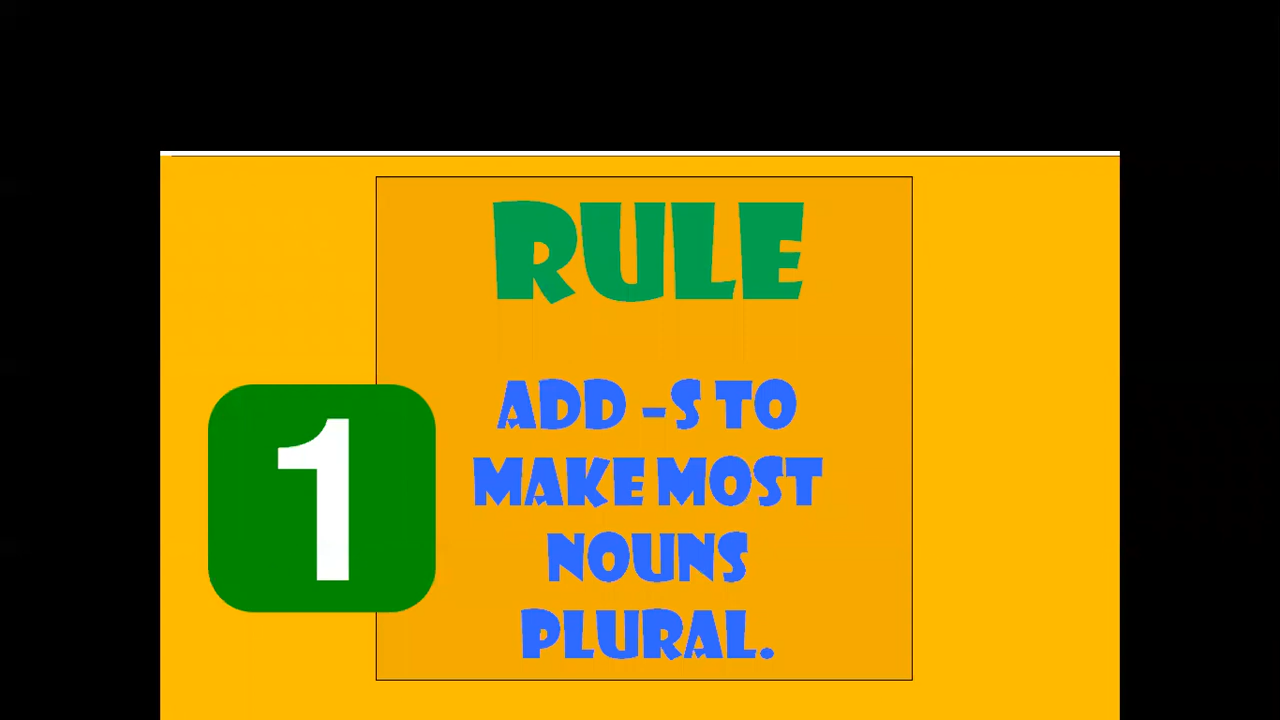 RULE
1
ADD –S TO
MAKE MOST
NOUNS
PLURAL.